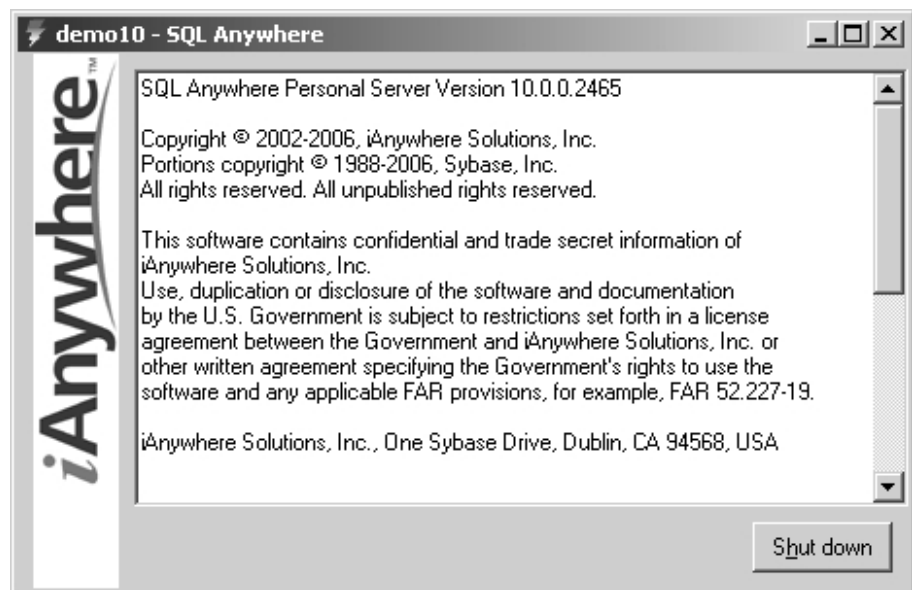 demo10 - SQL Anywhere
iAnywhere™
SQL Anywhere Personal Server Version 10.0.0.2465
Copyright © 2002-2006, iAnywhere Solutions, Inc.
Portions copyright © 1988-2006, Sybase, Inc.
All rights reserved. All unpublished rights reserved.
This software contains confidential and trade secret information of
iAnywhere Solutions, Inc.
Use, duplication or disclosure of the software and documentation
by the U.S. Government is subject to restrictions set forth in a license
agreement between the Government and iAnywhere Solutions, Inc. or
other written agreement specifying the Government's rights to use the
software and any applicable FAR provisions, for example, FAR 52.227-19.
iAnywhere Solutions, Inc., One Sybase Drive, Dublin, CA 94568, USA
Shut down